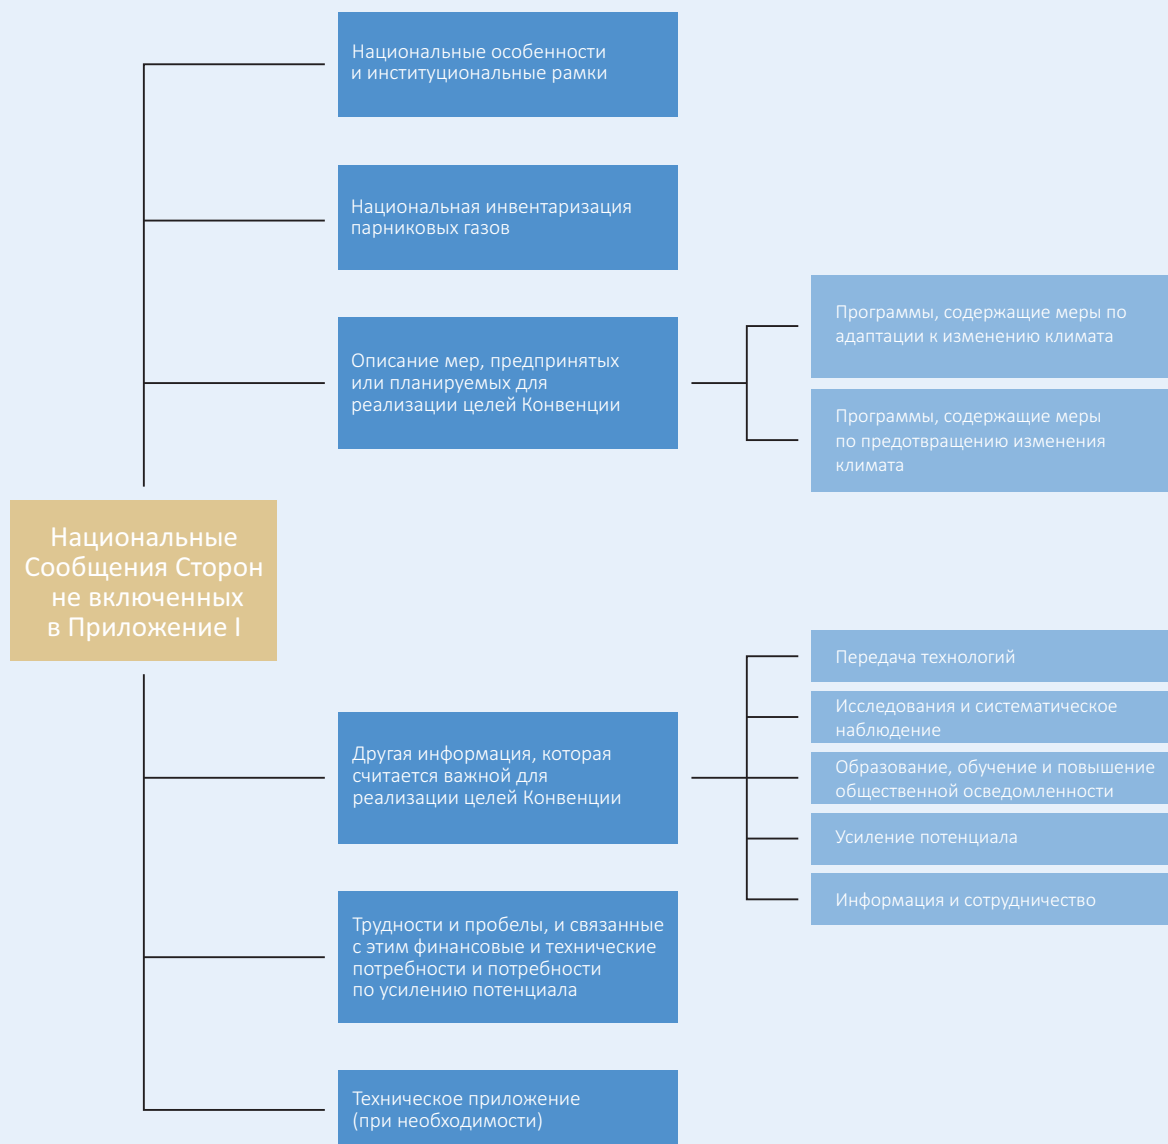 Национальные особенности
и институциональные рамки
Национальная инвентаризация
парниковых газов
Описание мер, предпринятых
или планируемых для
реализации целей Конвенции
Программы, содержащие меры по
адаптации к изменению климата
Программы, содержащие меры
по предотвращению изменения
климата
Национальные
Сообщения Сторон
не включенных
в Приложение I
Другая информация, которая
считается важной для
реализации целей Конвенции
Передача технологий
Исследования и систематическое
наблюдение
Образование, обучение и повышение
общественной осведомленности
Усиление потенциала
Информация и сотрудничество
Трудности и пробелы, и связанные
с этим финансовые и технические
потребности и потребности
по усилению потенциала
Техническое приложение
(при необходимости)